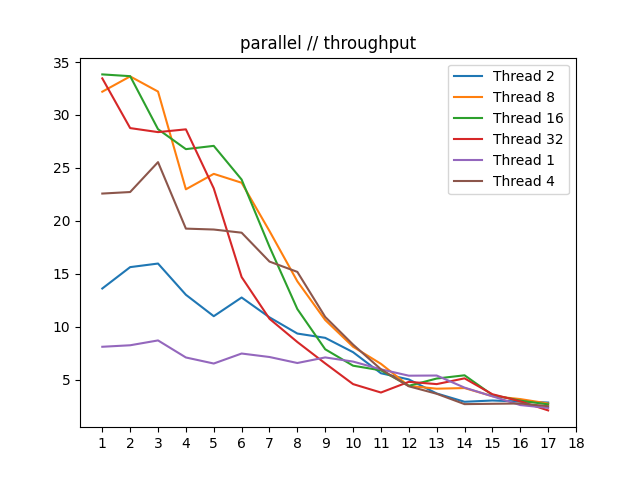 parallel // throughput
35
30
25
20
15
10
5
Thread 2
Thread 8
Thread 16
Thread 32
Thread 1
Thread 4
1 2 3 4 5 6 7 8 9 10 11 12 13 14 15 16 17 18